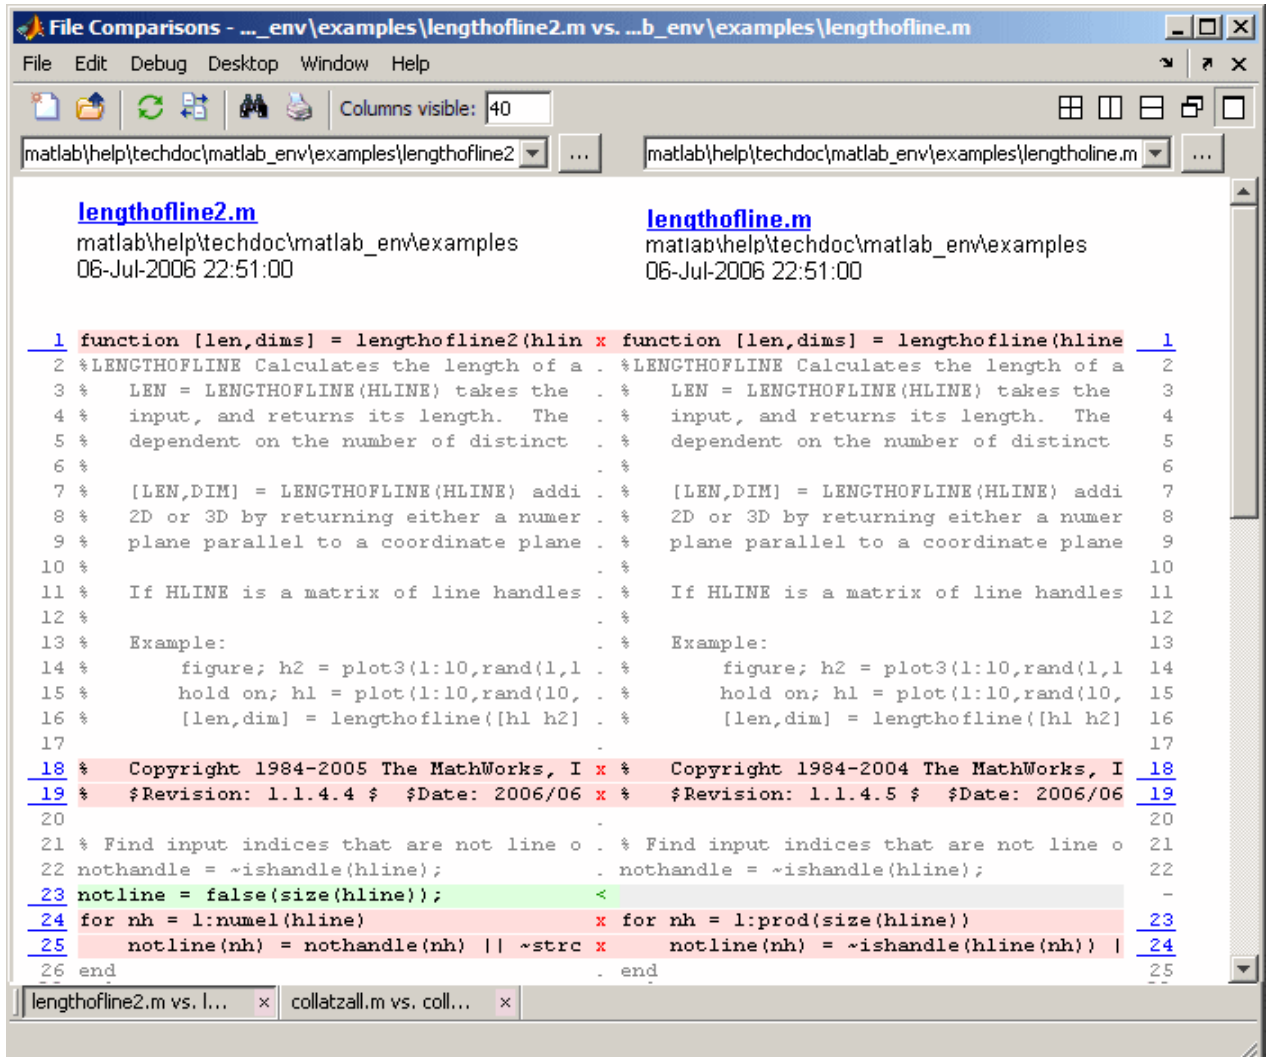 File Comparisons - ..._env\examples\lengthofline2.m vs. ...b_env\examples\lengthofline.m
File Edit Debug Desktop Window Help
Columns visible: 40
matlab\help\techdoc\matlab_env\examples\lengthofline2 ... matlab\help\techdoc\matlab_env\examples\lengtholine.m ...
lengthofline2.m
matlab\help\techdoc\matlab_env\examples
06-Jul-2006 22:51:00
lengthofline.m
matlab\help\techdoc\matlab_env\examples
06-Jul-2006 22:51:00
1 function [len,dims] = lengthofline2(hlin x function [len,dims] = lengthofline(hline 1
2 %LENGTHOFLINE Calculates the length of a . %LENGTHOFLINE Calculates the length of a 2
3 % LEN = LENGTHOFLINE(HLINE) takes the . % LEN = LENGTHOFLINE(HLINE) takes the 3
4 % input, and returns its length. The . % input, and returns its length. The 4
5 % dependent on the number of distinct . % dependent on the number of distinct 5
6 % . % 6
7 % [LEN,DIM] = LENGTHOFLINE(HLINE) addi . % [LEN,DIM] = LENGTHOFLINE(HLINE) addi 7
8 % 2D or 3D by returning either a numer . % 2D or 3D by returning either a numer 8
9 % plane parallel to a coordinate plane . % plane parallel to a coordinate plane 9
10 % . % 10
11 % If HLINE is a matrix of line handles . % If HLINE is a matrix of line handles 11
12 % . % 12
13 % Example: . % Example: 13
14 % figure; h2 = plot3(1:10,rand(1,1 . % figure; h2 = plot3(1:10,rand(1,1 14
15 % hold on; h1 = plot(1:10,rand(10, . % hold on; h1 = plot(1:10,rand(10, 15
16 % [len,dim] = lengthofline([h1 h2] . % [len,dim] = lengthofline([h1 h2] 16
17 . 17
18 % Copyright 1984-2005 The MathWorks, I x % Copyright 1984-2004 The MathWorks, I 18
19 % $Revision: 1.1.4.4 $ $Date: 2006/06 x % $Revision: 1.1.4.5 $ $Date: 2006/06 19
20 . 20
21 % Find input indices that are not line o . % Find input indices that are not line o 21
22 nothandle = ~ishandle(hline); . nothandle = ~ishandle(hline); 22
23 notline = false(size(hline)); < -
24 for nh = 1:numel(hline) x for nh = 1:prod(size(hline)) 23
25 notline(nh) = nothandle(nh) || ~strc x notline(nh) = ~ishandle(hline(nh)) | 24
26 end . end 25
lengthofline2.m vs. l... × collatzall.m vs. coll... ×